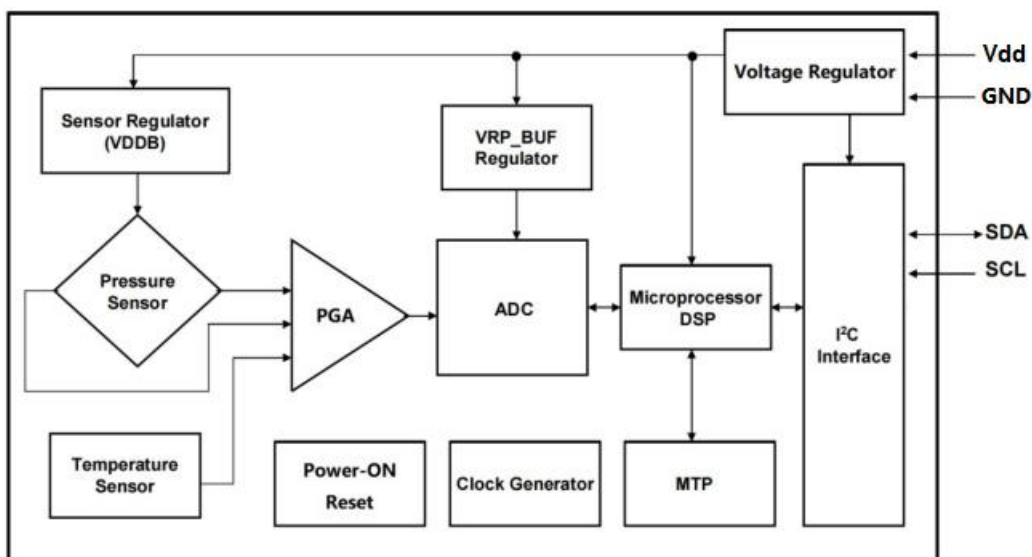 Voltage Regulator
Vdd
GND
Sensor Regulator
(VDDB)
VRP_BUF
Regulator
Pressure
Sensor
PGA
ADC
Microprocessor
DSP
I²C
Interface
SDA
SCL
Temperature
Sensor
Power-ON
Reset
Clock Generator
MTP